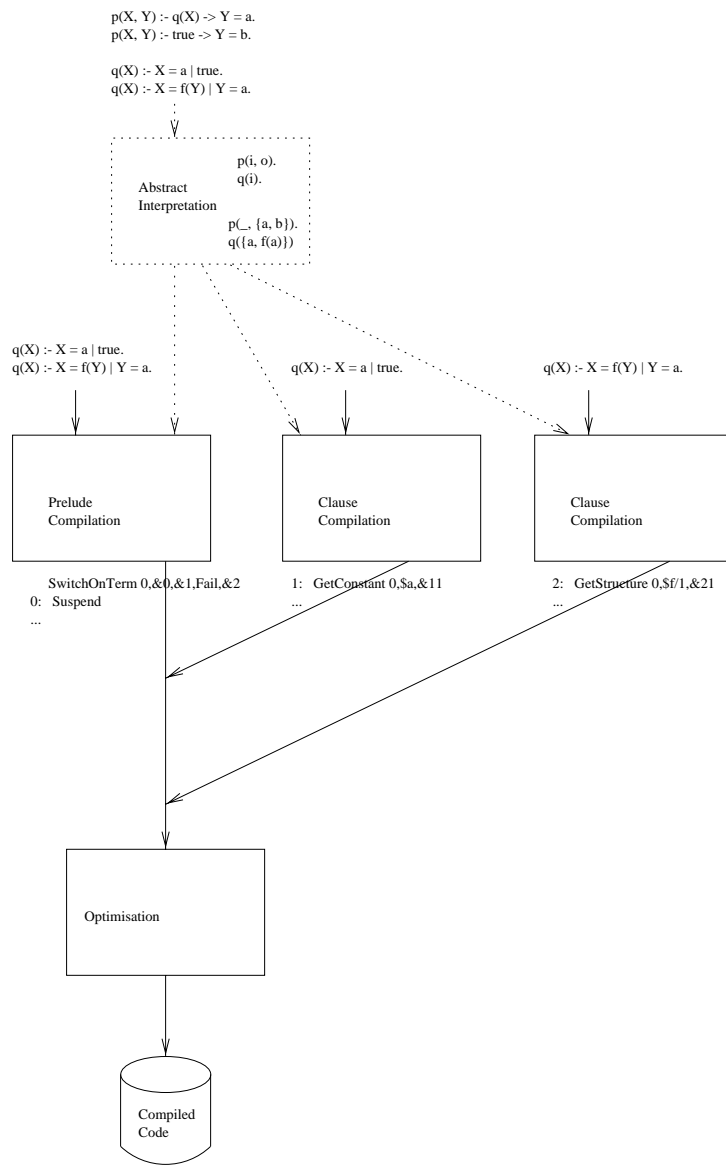 p(X, Y) :- q(X) -> Y = a.
p(X, Y) :- true -> Y = b.
q(X) :- X = a | true.
q(X) :- X = f(Y) | Y = a.
p(i, o).
q(i).
Abstract
Interpretation
p(_, {a, b}).
q({a, f(a)})
q(X) :- X = a | true.
q(X) :- X = f(Y) | Y = a.
q(X) :- X = a | true.
q(X) :- X = f(Y) | Y = a.
Prelude
Compilation
Clause
Compilation
Clause
Compilation
SwitchOnTerm 0,&0,&1,Fail,&2
0: Suspend
...
1: GetConstant 0,$a,&11
...
2: GetStructure 0,$f/1,&21
...
Optimisation
Compiled
Code